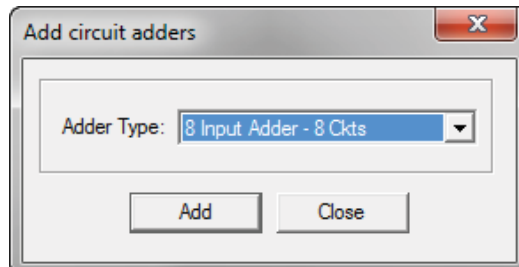 Add circuit adders
Adder Type: 8 Input Adder - 8 Ckts
Add Close